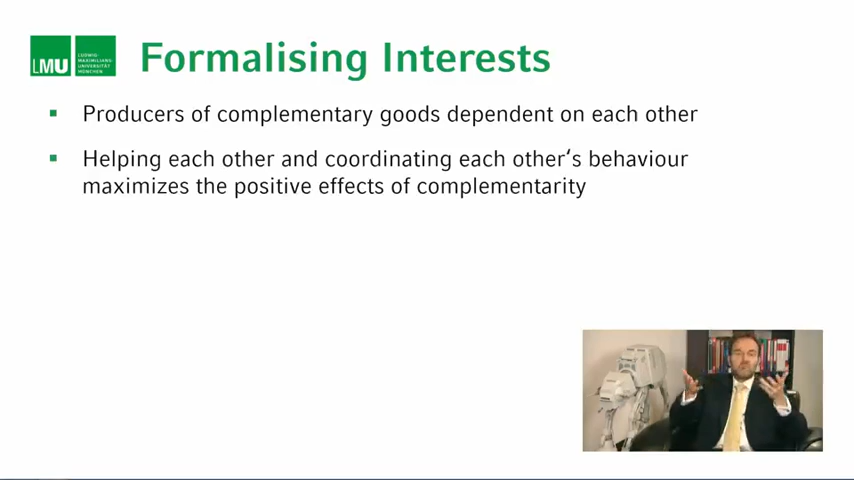 LMU
LUDWIG-
MAXIMILIANS-
UNIVERSITÄT
MÜNCHEN
Formalising Interests
Producers of complementary goods dependent on each other
Helping each other and coordinating each other's behaviour
maximizes the positive effects of complementarity